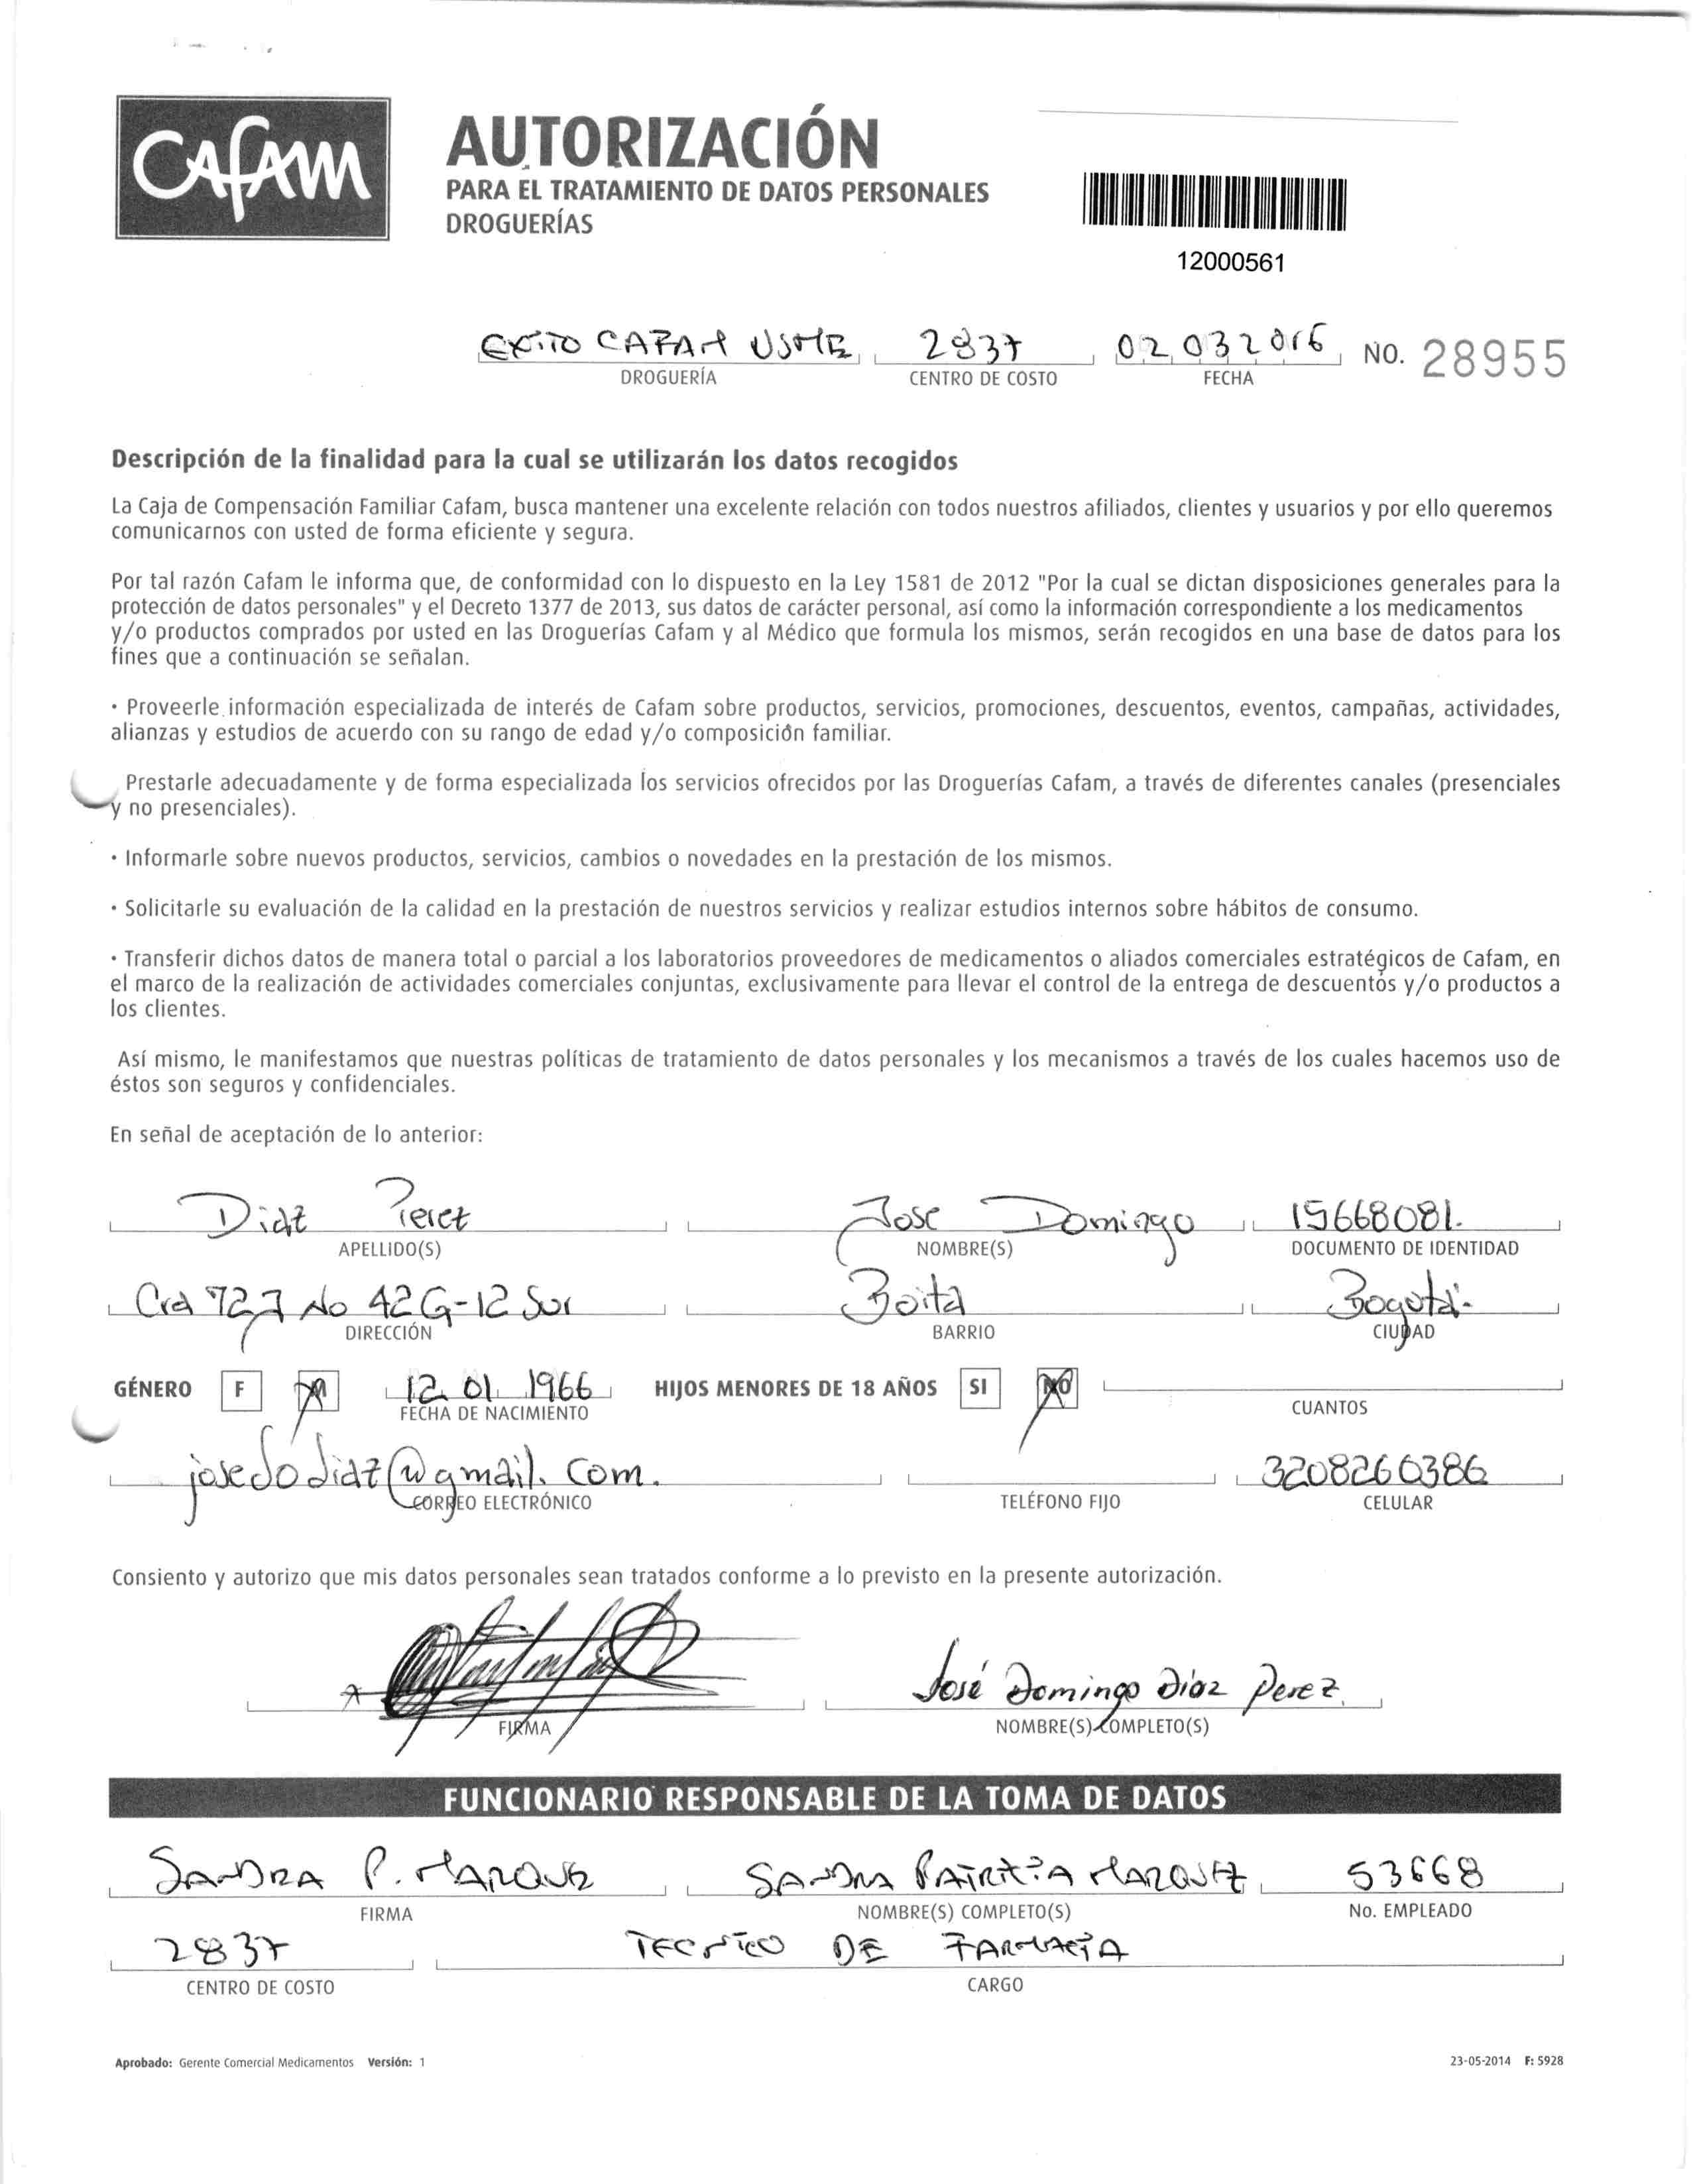 CAFAM
AUTORIZACIÓN
PARA EL TRATAMIENTO DE DATOS PERSONALES
DROGUERÍAS
12000561
EXITO CAFAM USME 2837 02 03 2016 NO. 28955
DROGUERÍA CENTRO DE COSTO FECHA
Descripción de la finalidad para la cual se utilizarán los datos recogidos
La Caja de Compensación Familiar Cafam, busca mantener una excelente relación con todos nuestros afiliados, clientes y usuarios y por ello queremos
comunicarnos con usted de forma eficiente y segura.
Por tal razón Cafam le informa que, de conformidad con lo dispuesto en la Ley 1581 de 2012 "Por la cual se dictan disposiciones generales para la
protección de datos personales" y el Decreto 1377 de 2013, sus datos de carácter personal, así como la información correspondiente a los medicamentos
y/o productos comprados por usted en las Droguerías Cafam y al Médico que formula los mismos, serán recogidos en una base de datos para los
fines que a continuación se señalan.
· Proveerle información especializada de interés de Cafam sobre productos, servicios, promociones, descuentos, eventos, campañas, actividades,
alianzas y estudios de acuerdo con su rango de edad y/o composición familiar.
Prestarle adecuadamente y de forma especializada los servicios ofrecidos por las Droguerías Cafam, a través de diferentes canales (presenciales
y no presenciales).
· Informarle sobre nuevos productos, servicios, cambios o novedades en la prestación de los mismos.
· Solicitarle su evaluación de la calidad en la prestación de nuestros servicios y realizar estudios internos sobre hábitos de consumo.
· Transferir dichos datos de manera total o parcial a los laboratorios proveedores de medicamentos o aliados comerciales estratégicos de Cafam, en
el marco de la realización de actividades comerciales conjuntas, exclusivamente para llevar el control de la entrega de descuentos y/o productos a
los clientes.
Así mismo, le manifestamos que nuestras políticas de tratamiento de datos personales y los mecanismos a través de los cuales hacemos uso de
éstos son seguros y confidenciales.
En señal de aceptación de lo anterior:
Diaz Perez Jose Domingo 15668081.
APELLIDO(S) NOMBRE(S) DOCUMENTO DE IDENTIDAD
Cra 72J No 42G-12 Sur Boita Bogotá.
DIRECCIÓN BARRIO CIUDAD
GÉNERO F M 12 01 1966 HIJOS MENORES DE 18 AÑOS SI NO
FECHA DE NACIMIENTO CUANTOS
josedodiaz@gmail.com. 3208266386
CORREO ELECTRÓNICO TELÉFONO FIJO CELULAR
Consiento y autorizo que mis datos personales sean tratados conforme a lo previsto en la presente autorización.
José Domingo Díaz Perez.
FIRMA NOMBRE(S) COMPLETO(S)
FUNCIONARIO RESPONSABLE DE LA TOMA DE DATOS
SANDRA P. MARQUEZ SANDRA PATRICIA MARQUEZ 53668
FIRMA NOMBRE(S) COMPLETO(S) No. EMPLEADO
2837 TECNICO DE FARMACIA
CENTRO DE COSTO CARGO
Aprobado: Gerente Comercial Medicamentos Versión: 1 23-05-2014 F: 5928